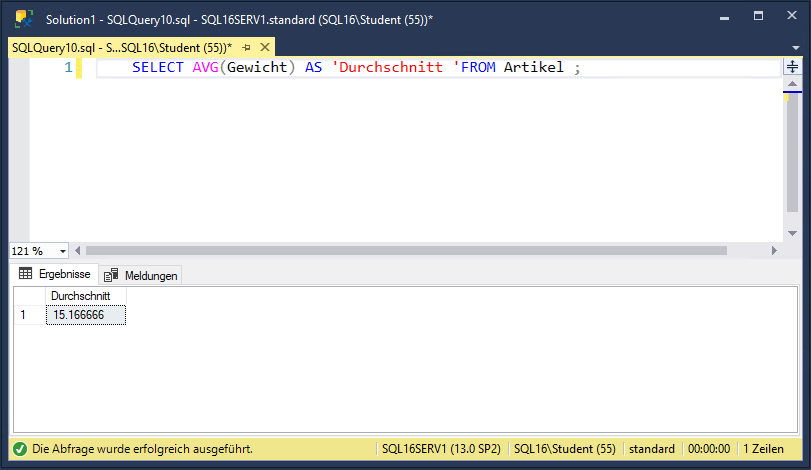 Solution1 - SQLQuery10.sql - SQL16SERV1.standard (SQL16\Student (55))*
SQLQuery10.sql - S...SQL16\Student (55))*
1 SELECT AVG(Gewicht) AS 'Durchschnitt 'FROM Artikel ;
121 %
Ergebnisse Meldungen
Durchschnitt
1 15.166666
Die Abfrage wurde erfolgreich ausgeführt. SQL16SERV1 (13.0 SP2) SQL16\Student (55) standard 00:00:00 1 Zeilen